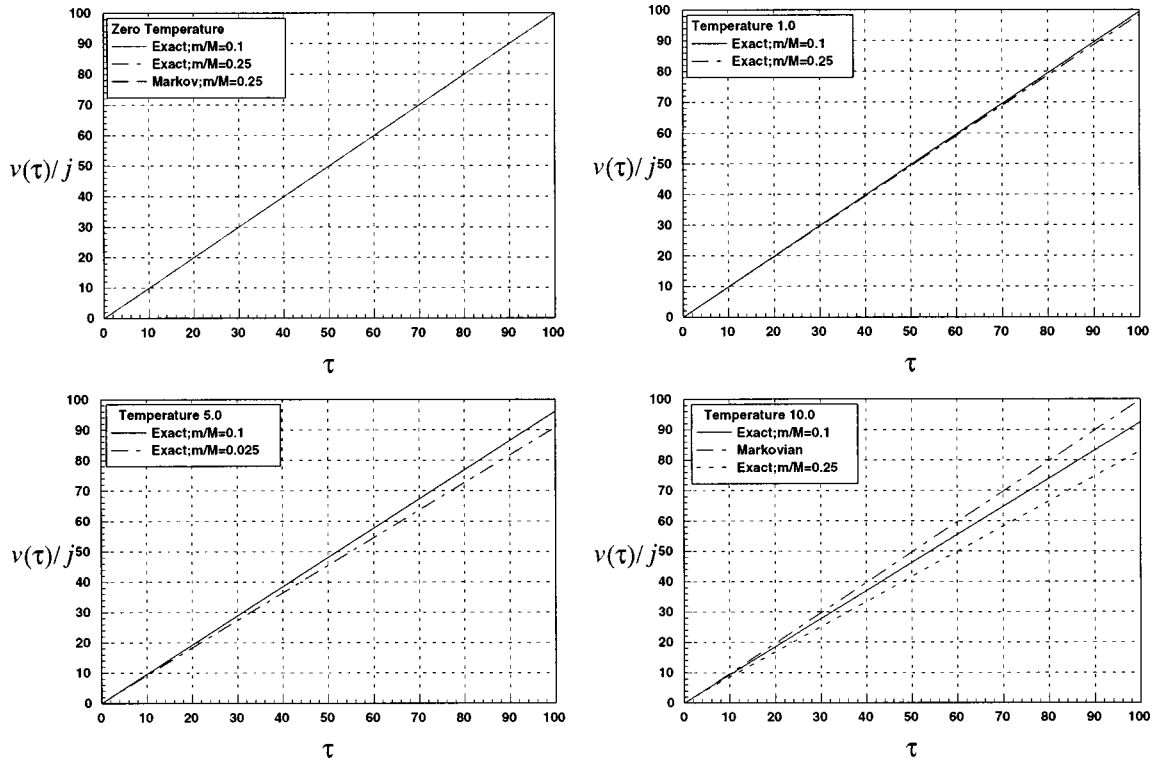 Zero Temperature
Exact;m/M=0.1
Exact;m/M=0.25
Markov;m/M=0.25
100
90
80
70
60
50
40
30
20
10
0
v(τ)/ j
0 10 20 30 40 50 60 70 80 90 100
τ
Temperature 1.0
Exact;m/M=0.1
Exact;m/M=0.25
100
90
80
70
60
50
40
30
20
10
0
v(τ)/ j
0 10 20 30 40 50 60 70 80 90 100
τ
Temperature 5.0
Exact;m/M=0.1
Exact;m/M=0.025
100
90
80
70
60
50
40
30
20
10
0
v(τ)/ j
0 10 20 30 40 50 60 70 80 90 100
τ
Temperature 10.0
Exact;m/M=0.1
Markovian
Exact;m/M=0.25
100
90
80
70
60
50
40
30
20
10
0
v(τ)/ j
0 10 20 30 40 50 60 70 80 90 100
τ